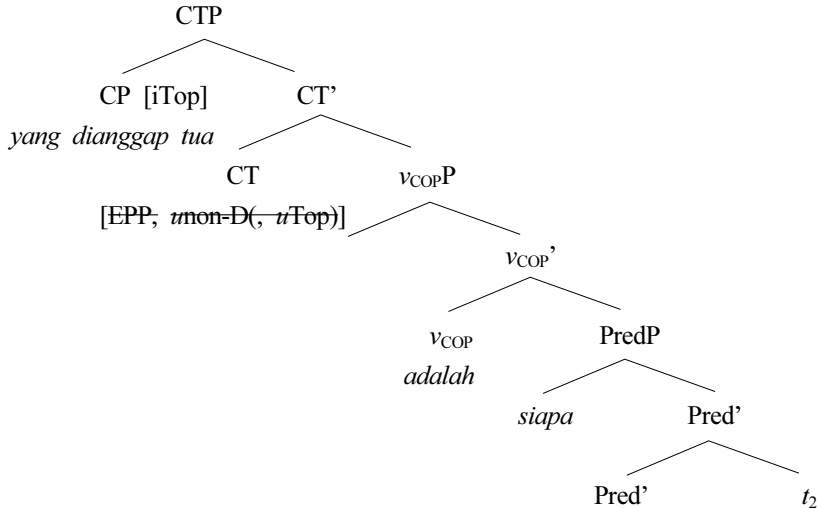 CTP
CP [iTop] CT’
yang dianggap tua
CT vCOPP
[EPP, unon-D(, uTop)]
vCOP’
vCOP PredP
adalah
siapa Pred’
Pred’ t2